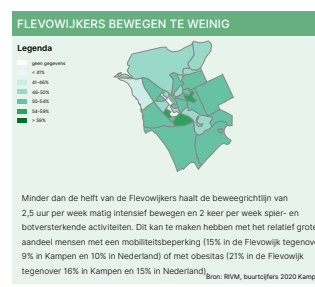 FLEVOWIJKERS BEWEGEN TE WEINIG
Legenda
geen gegevens
< 41%
41-46%
46-50%
50-54%
54-59%
> 59%
Minder dan de helft van de Flevowijkers haalt de beweegrichtlijn van
2,5 uur per week matig intensief bewegen en 2 keer per week spier- en
botversterkende activiteiten. Dit kan te maken hebben met het relatief grote
aandeel mensen met een mobiliteitsbeperking (15% in de Flevowijk tegenov
9% in Kampen en 10% in Nederland) of met obesitas (21% in de Flevowijk
tegenover 16% in Kampen en 15% in Nederland)
Bron: RIVM, buurtcijfers 2020 Kamp